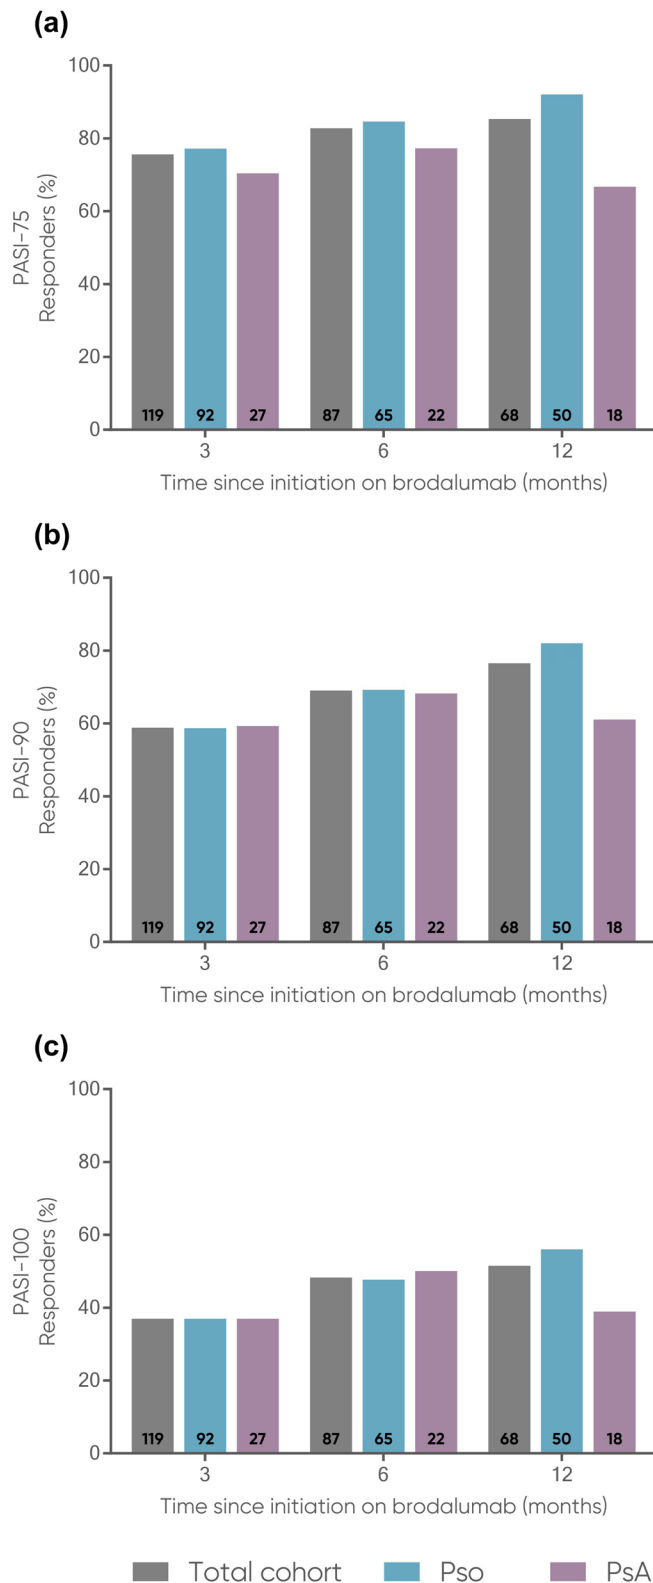 (a)
100
80
60
40
20
0
PASI-75
Responders (%)
119 92 27 87 65 22 68 50 18
3 6 12
Time since initiation on brodalumab (months)
(b)
100
80
60
40
20
0
PASI-90
Responders (%)
119 92 27 87 65 22 68 50 18
3 6 12
Time since initiation on brodalumab (months)
(c)
100
80
60
40
20
0
PASI-100
Responders (%)
119 92 27 87 65 22 68 50 18
3 6 12
Time since initiation on brodalumab (months)
Total cohort Pso PsA